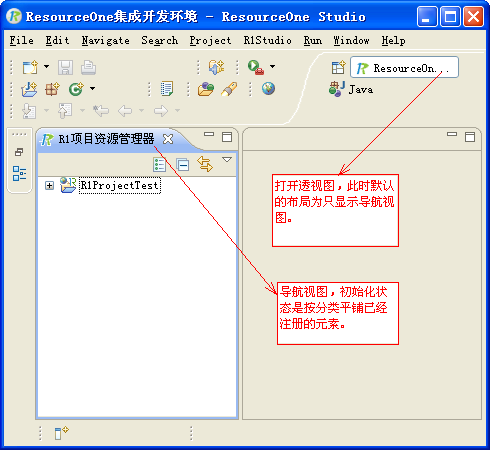 ResourceOne集成开发环境 - ResourceOne Studio
File Edit Navigate Search Project R1Studio Run Window Help
ResourceOn...
Java
R1项目资源管理器
R1ProjectTest
打开透视图，此时默认
的布局为只显示导航视
图。
导航视图，初始化状
态是按分类平铺已经
注册的元素。